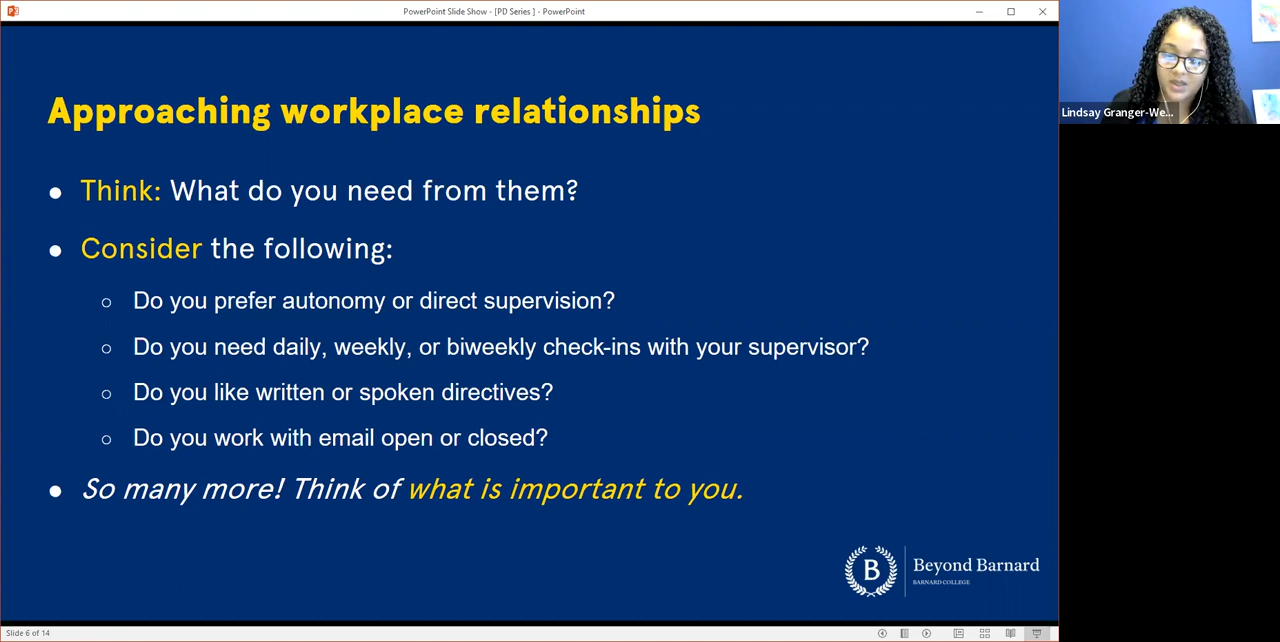 PowerPoint Slide Show - [PD Series ] - PowerPoint
Lindsay Granger-We...
Approaching workplace relationships
● Think: What do you need from them?
● Consider the following:
○ Do you prefer autonomy or direct supervision?
○ Do you need daily, weekly, or biweekly check-ins with your supervisor?
○ Do you like written or spoken directives?
○ Do you work with email open or closed?
● So many more! Think of what is important to you.
B
Beyond Barnard
BARNARD COLLEGE
Slide 6 of 14